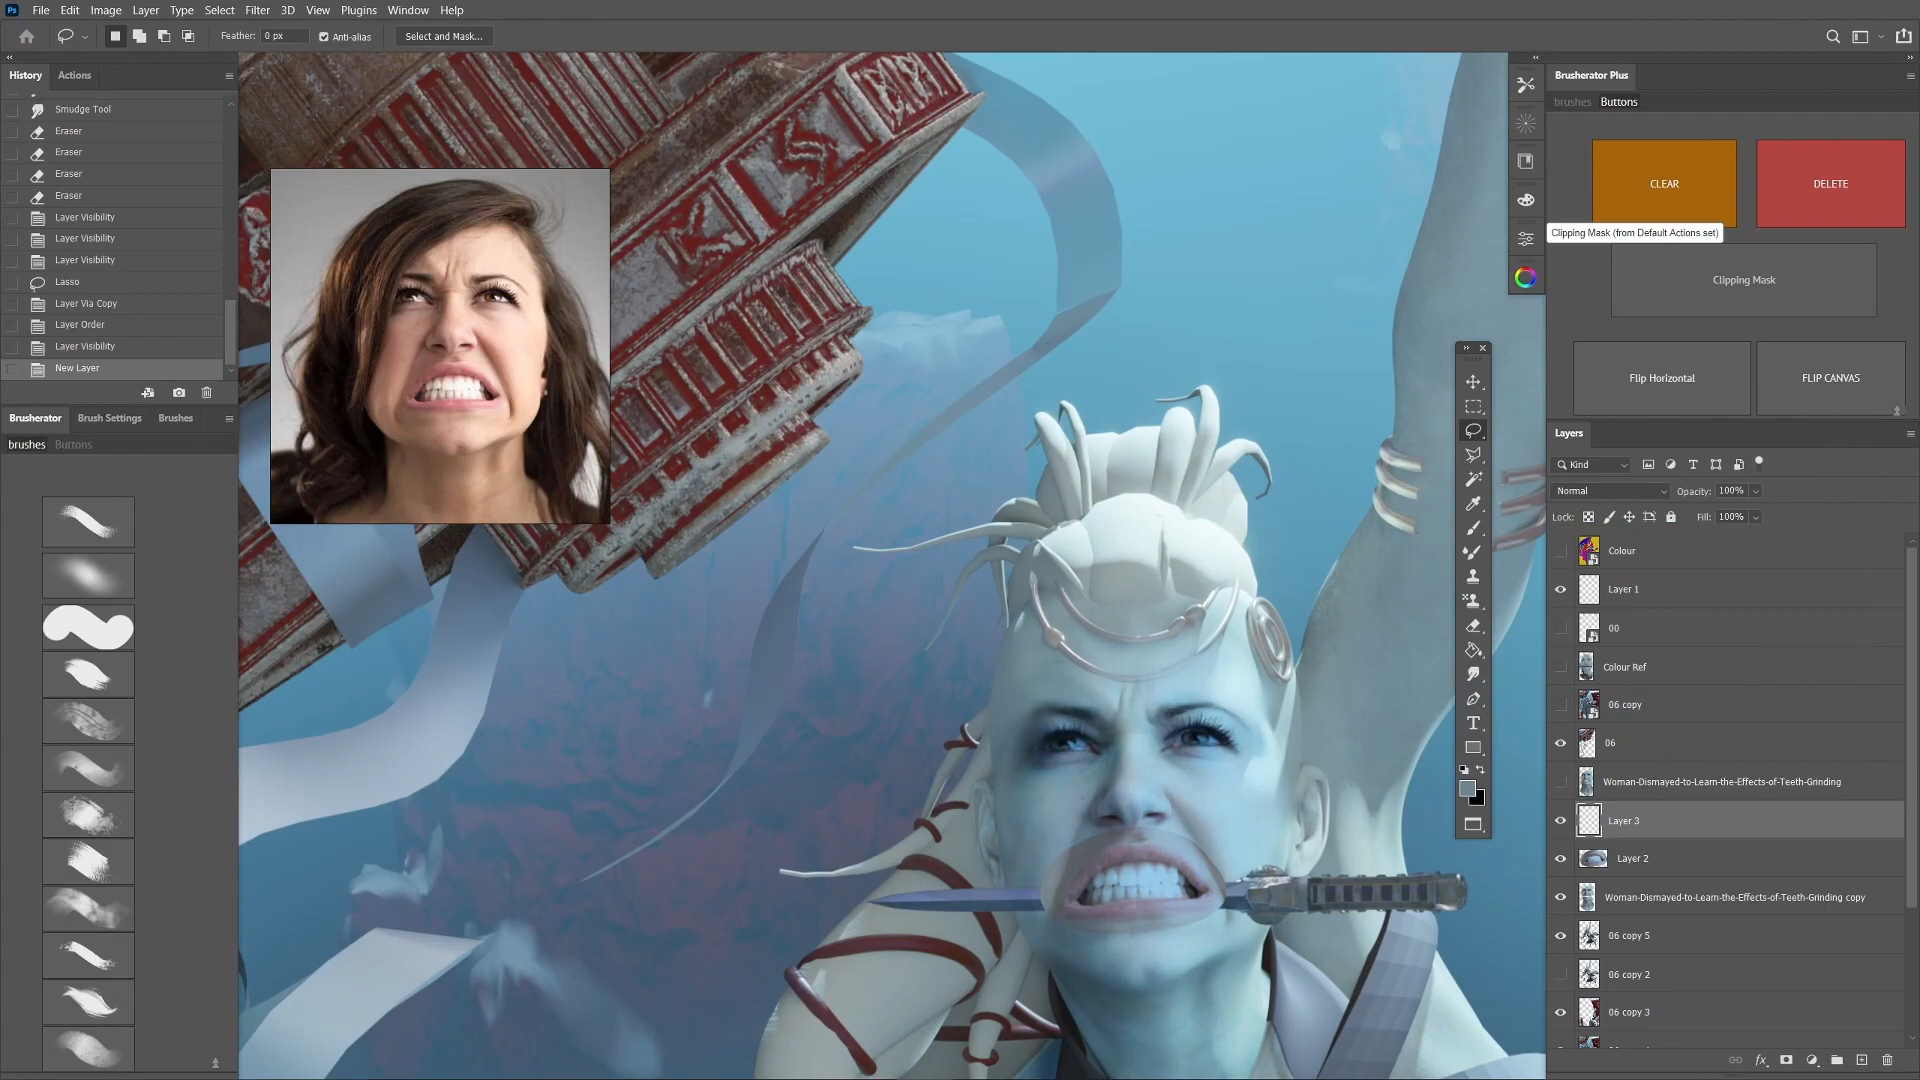 Ps File Edit Image Layer Type Select Filter 3D View Plugins Window Help
Feather: 0 px Anti-alias Select and Mask...
History Actions
Smudge Tool
Eraser
Eraser
Eraser
Eraser
Layer Visibility
Layer Visibility
Layer Visibility
Lasso
Layer Via Copy
Layer Order
Layer Visibility
New Layer
Brusherator Brush Settings Brushes
brushes Buttons
Brusherator Plus
brushes Buttons
CLEAR DELETE
Clipping Mask (from Default Actions set)
Clipping Mask
Flip Horizontal FLIP CANVAS
Layers
Kind
Normal Opacity: 100%
Lock: Fill: 100%
Colour
Layer 1
00
Colour Ref
06 copy
06
Woman-Dismayed-to-Learn-the-Effects-of-Teeth-Grinding
Layer 3
Layer 2
Woman-Dismayed-to-Learn-the-Effects-of-Teeth-Grinding copy
06 copy 5
06 copy 2
06 copy 3